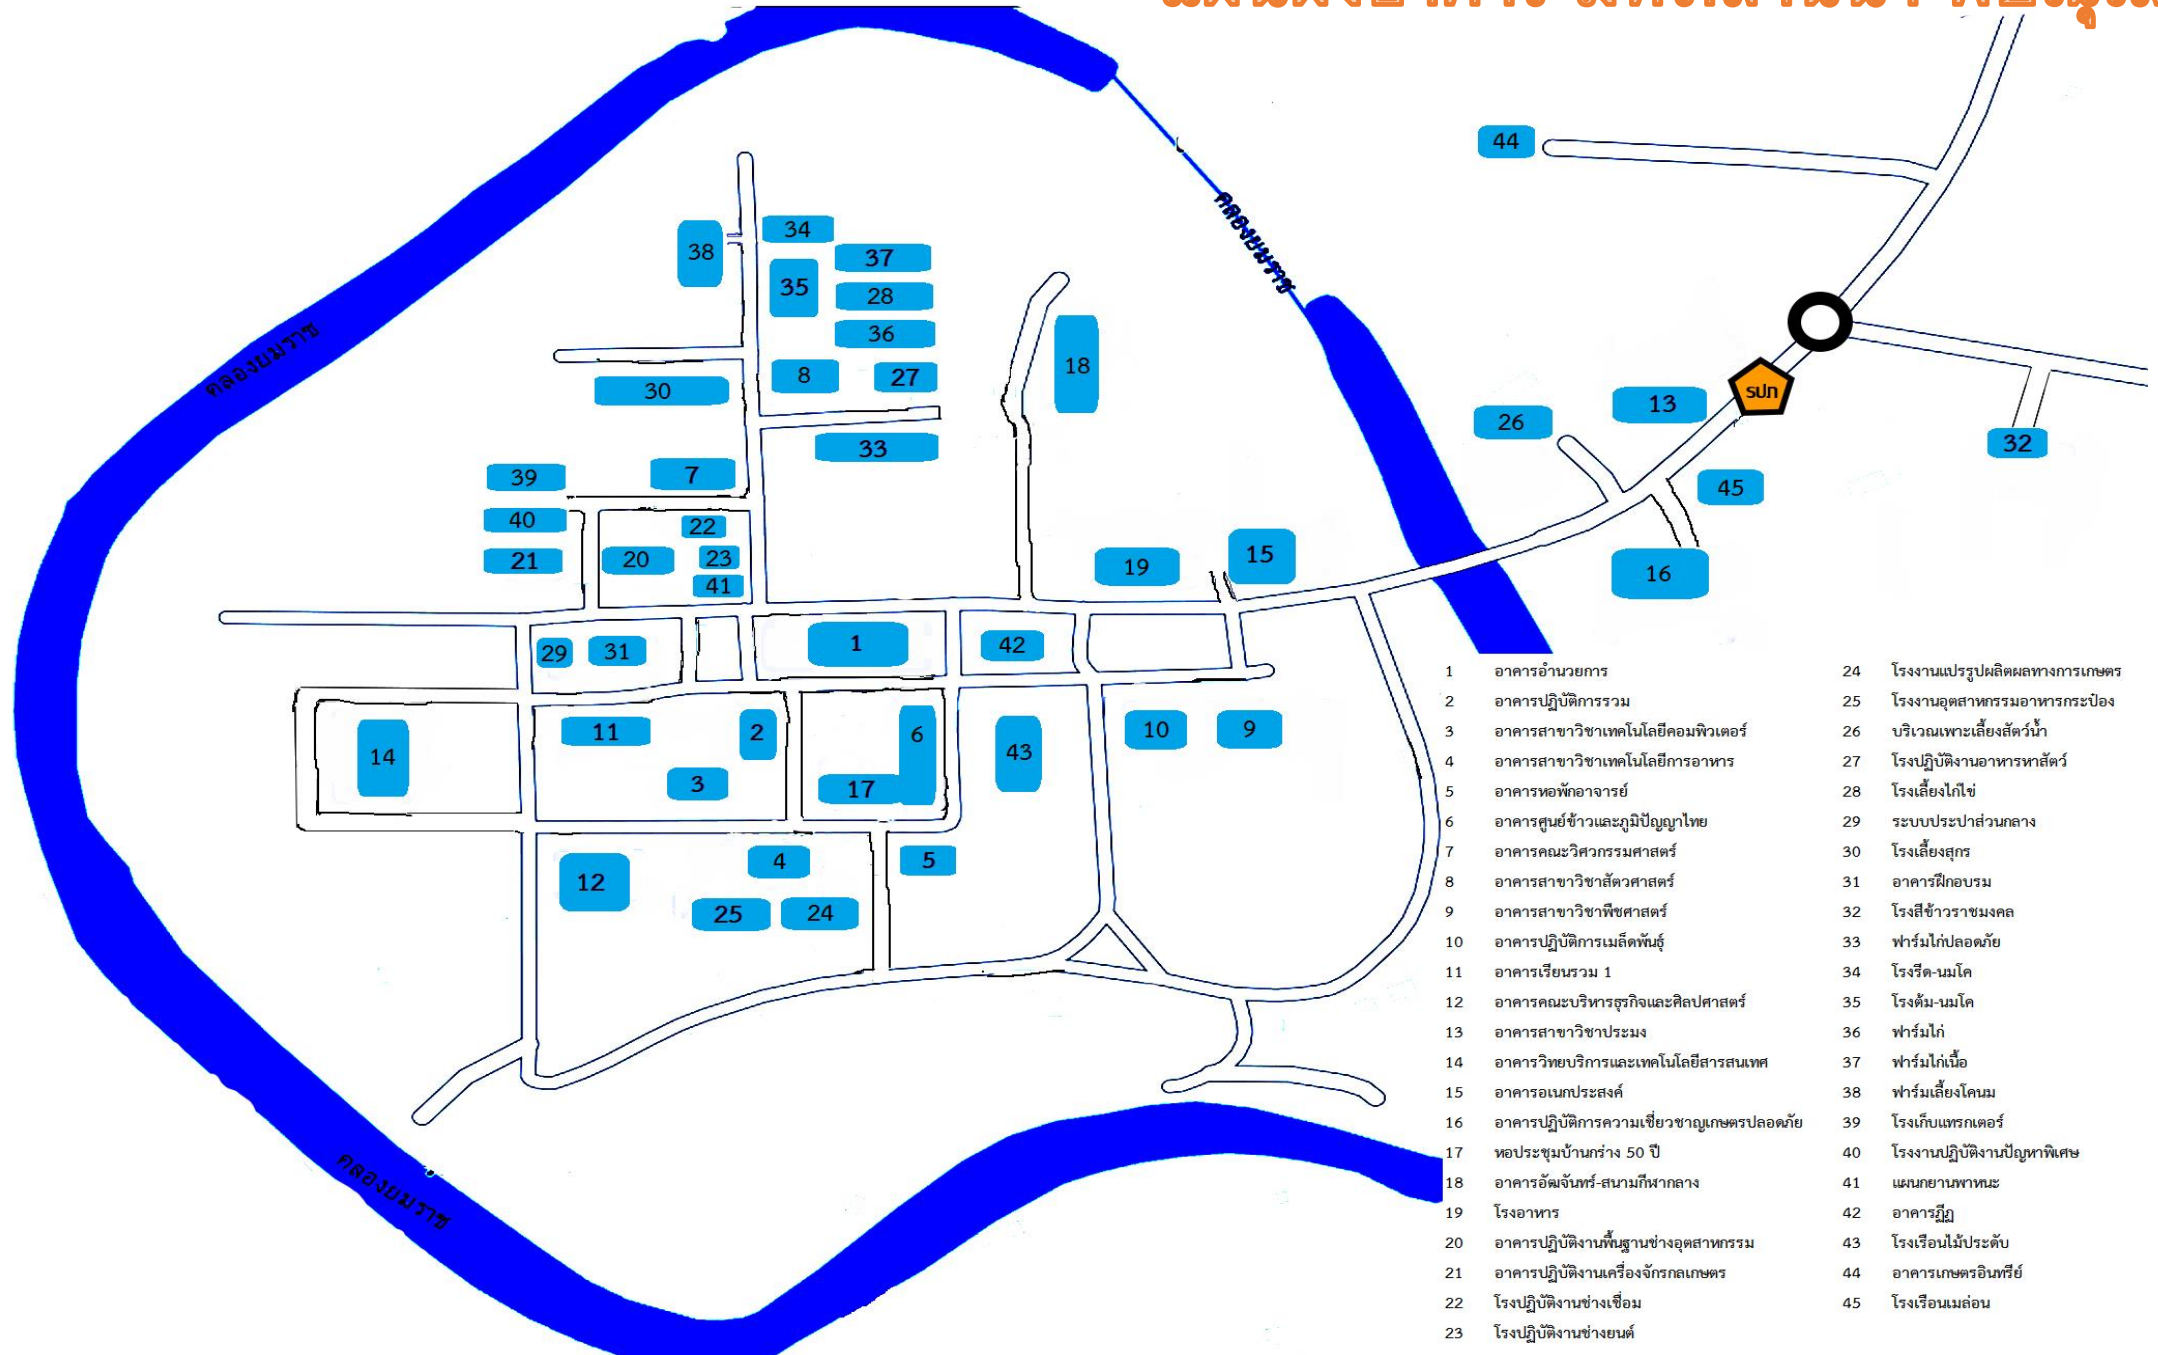 44
คลองยมราช
34
38
37
35
28
36
18
8
27
30
รปภ
13
26
32
33
39
7
45
40
22
15
21
20
23
19
16
41
คลองยมราช
29
31
1
42
14
11
2
6
43
10
9
3
17
12
4
5
25
24
คลองยมราช
1 อาคารอำนวยการ
2 อาคารปฏิบัติการรวม
3 อาคารสาขาวิชาเทคโนโลยีคอมพิวเตอร์
4 อาคารสาขาวิชาเทคโนโลยีการอาหาร
5 อาคารหอพักอาจารย์
6 อาคารศูนย์ข้าวและภูมิปัญญาไทย
7 อาคารคณะวิศวกรรมศาสตร์
8 อาคารสาขาวิชาสัตวศาสตร์
9 อาคารสาขาวิชาพืชศาสตร์
10 อาคารปฏิบัติการเมล็ดพันธุ์
11 อาคารเรียนรวม 1
12 อาคารคณะบริหารธุรกิจและศิลปศาสตร์
13 อาคารสาขาวิชาประมง
14 อาคารวิทยบริการและเทคโนโลยีสารสนเทศ
15 อาคารอเนกประสงค์
16 อาคารปฏิบัติการความเชี่ยวชาญเกษตรปลอดภัย
17 หอประชุมบ้านกร่าง 50 ปี
18 อาคารอัฒจันทร์-สนามกีฬากลาง
19 โรงอาหาร
20 อาคารปฏิบัติงานพื้นฐานช่างอุตสาหกรรม
21 อาคารปฏิบัติงานเครื่องจักรกลเกษตร
22 โรงปฏิบัติงานช่างเชื่อม
23 โรงปฏิบัติงานช่างยนต์
24 โรงงานแปรรูปผลิตผลทางการเกษตร
25 โรงงานอุตสาหกรรมอาหารกระป๋อง
26 บริเวณเพาะเลี้ยงสัตว์น้ำ
27 โรงปฏิบัติงานอาหารหาสัตว์
28 โรงเลี้ยงไก่ไข่
29 ระบบประปาส่วนกลาง
30 โรงเลี้ยงสุกร
31 อาคารฝึกอบรม
32 โรงสีข้าวราชมงคล
33 ฟาร์มไก่ปลอดภัย
34 โรงรีด-นมโค
35 โรงต้ม-นมโค
36 ฟาร์มไก่
37 ฟาร์มไก่เนื้อ
38 ฟาร์มเลี้ยงโคนม
39 โรงเก็บแทรกเตอร์
40 โรงงานปฏิบัติงานปัญหาพิเศษ
41 แผนกยานพาหนะ
42 อาคารฎีฏ
43 โรงเรือนไม้ประดับ
44 อาคารเกษตรอินทรีย์
45 โรงเรือนเมล่อน